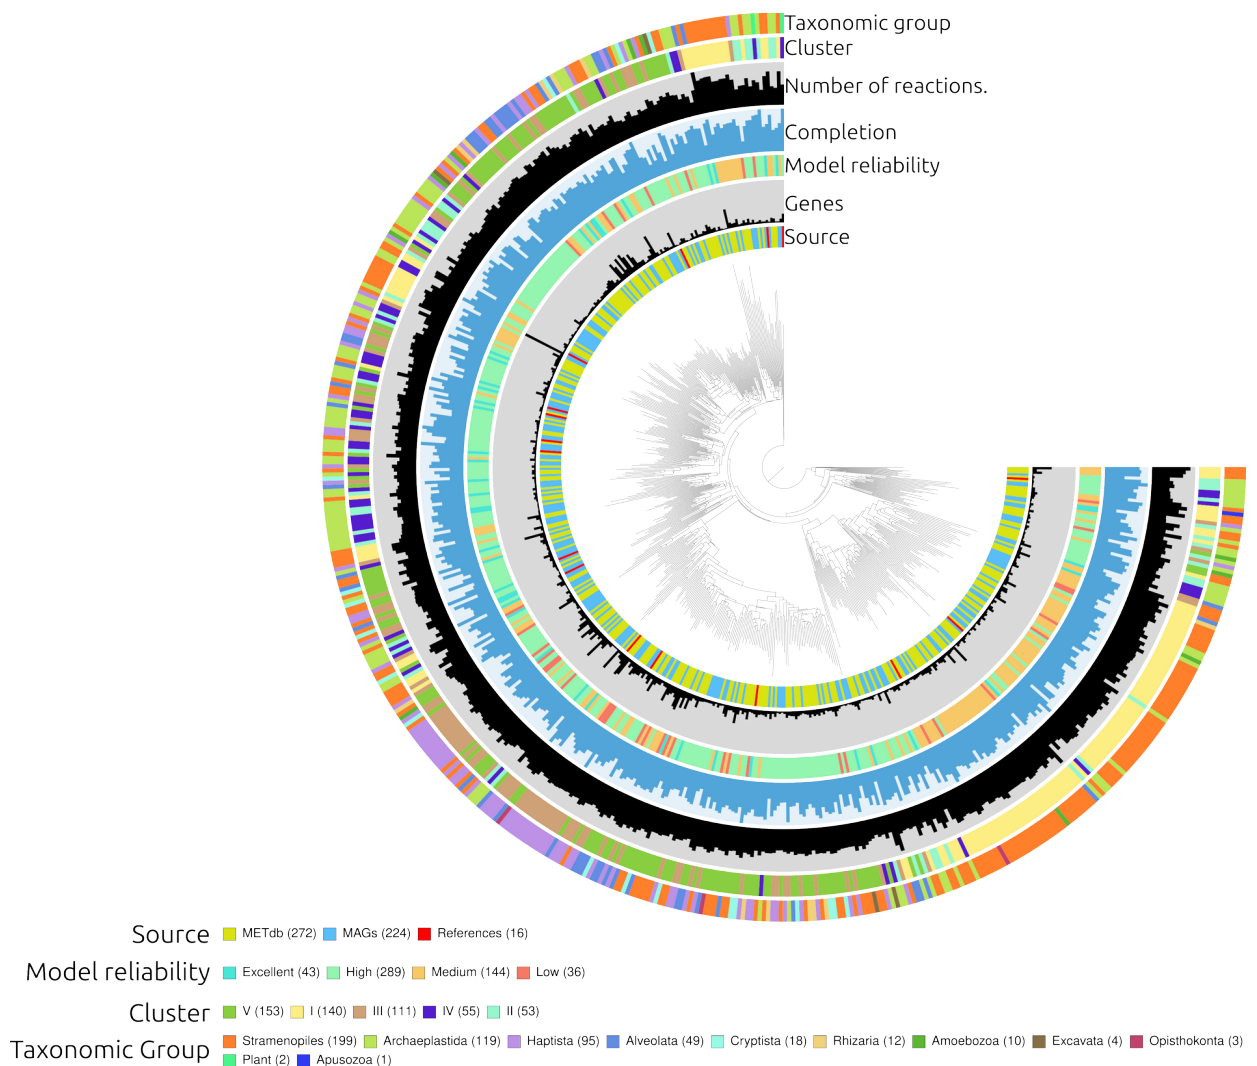 Taxonomic group
Cluster
Number of reactions.
Completion
Model reliability
Genes
Source
Source METdb (272) MAGs (224) References (16)
Model reliability Excellent (43) High (289) Medium (144) Low (36)
Cluster V (153) I (140) III (111) IV (55) II (53)
Taxonomic Group Stramenopiles (199) Archaeplastida (119) Haptista (95) Alveolata (49) Cryptista (18) Rhizaria (12) Amoebozoa (10) Excavata (4) Opisthokonta (3)
Plant (2) Apusozoa (1)